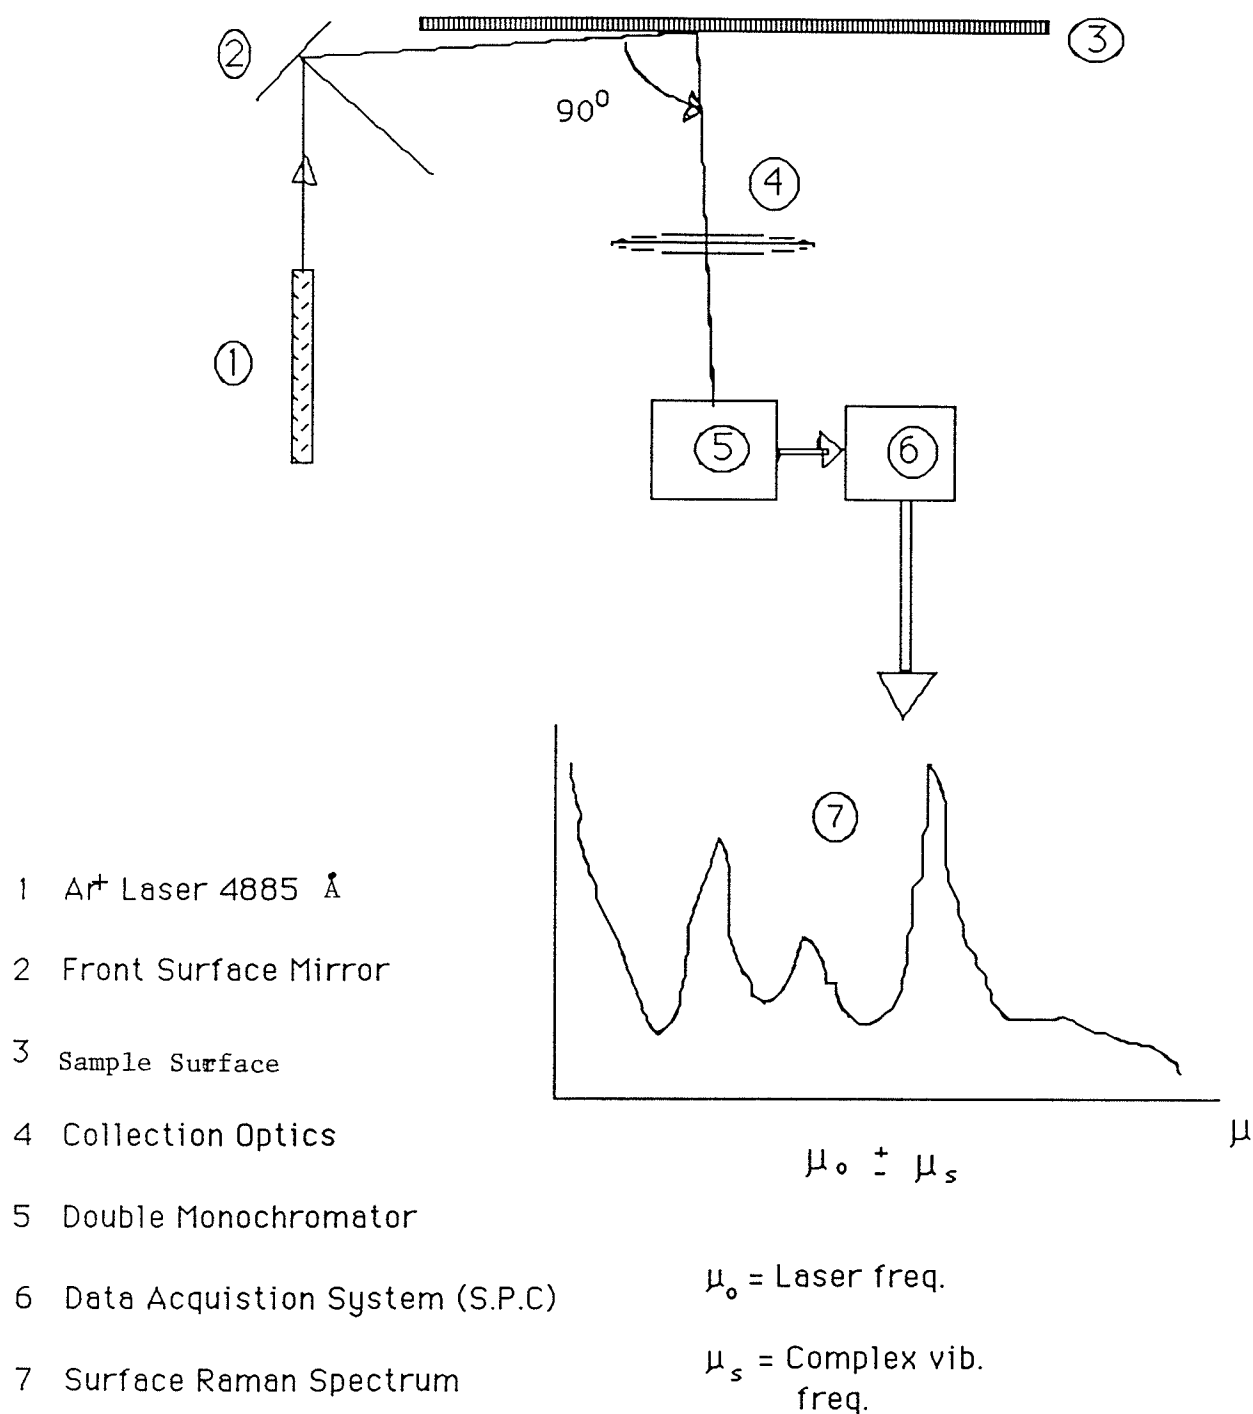 2
3
90⁰
4
1
5
6
7
1 Ar⁺ Laser 4885 Å
2 Front Surface Mirror
3 Sample Surface
4 Collection Optics
5 Double Monochromator
6 Data Acquistion System (S.P.C)
7 Surface Raman Spectrum
μ
μ₀ ± μₛ
μ₀ = Laser freq.
μₛ = Complex vib.
freq.